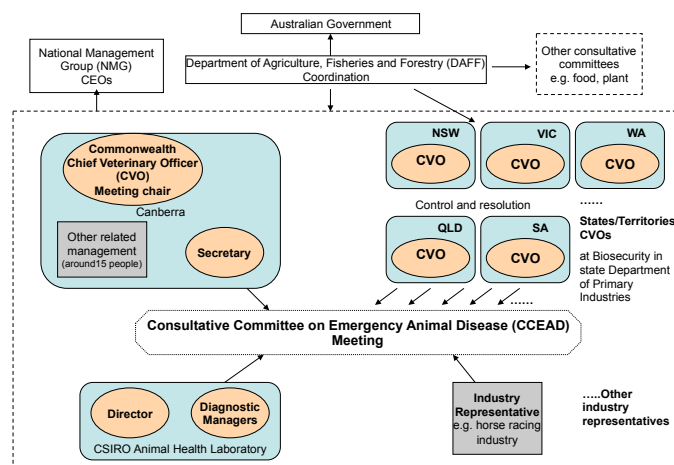 Australian Government
National Management
Group (NMG)
CEOs
Department of Agriculture, Fisheries and Forestry (DAFF)
Coordination
Other consultative
committees
e.g. food, plant
Commonwealth
Chief Veterinary Officer
(CVO)
Meeting chair
Canberra
Other related
management
(around15 people)
Secretary
NSW
CVO
VIC
CVO
WA
CVO
Control and resolution
QLD
CVO
SA
CVO
......
States/Territories
CVOs
at Biosecurity in
state Department
of Primary
Industries
......
Consultative Committee on Emergency Animal Disease (CCEAD)
Meeting
Director
Diagnostic
Managers
CSIRO Animal Health Laboratory
Industry
Representative
e.g. horse racing
industry
.....Other
industry
representatives